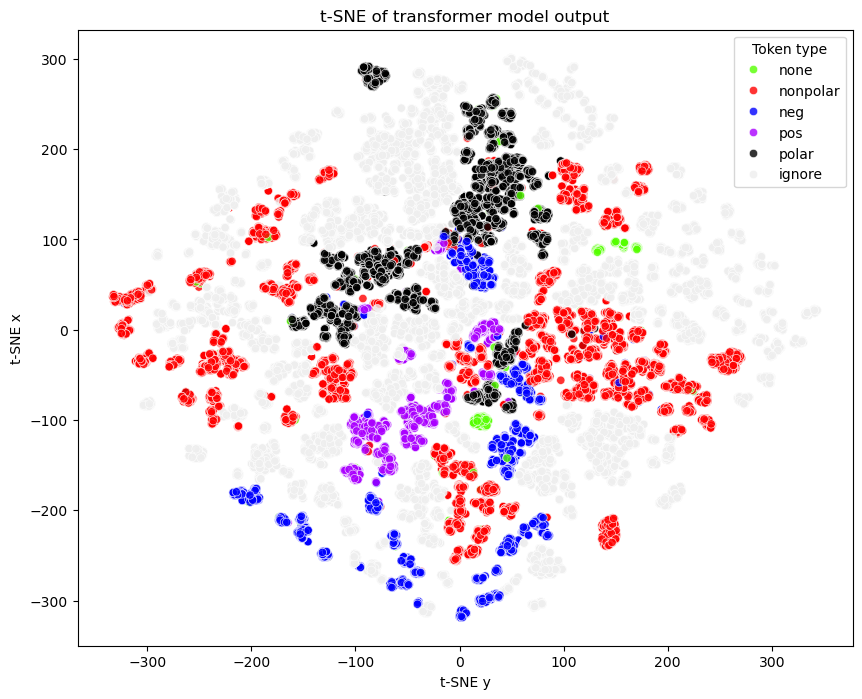 t-SNE of transformer model output
Token type
none
nonpolar
neg
pos
polar
ignore
300
200
100
0
−100
−200
−300
t-SNE x
−300 −200 −100 0 100 200 300
t-SNE y